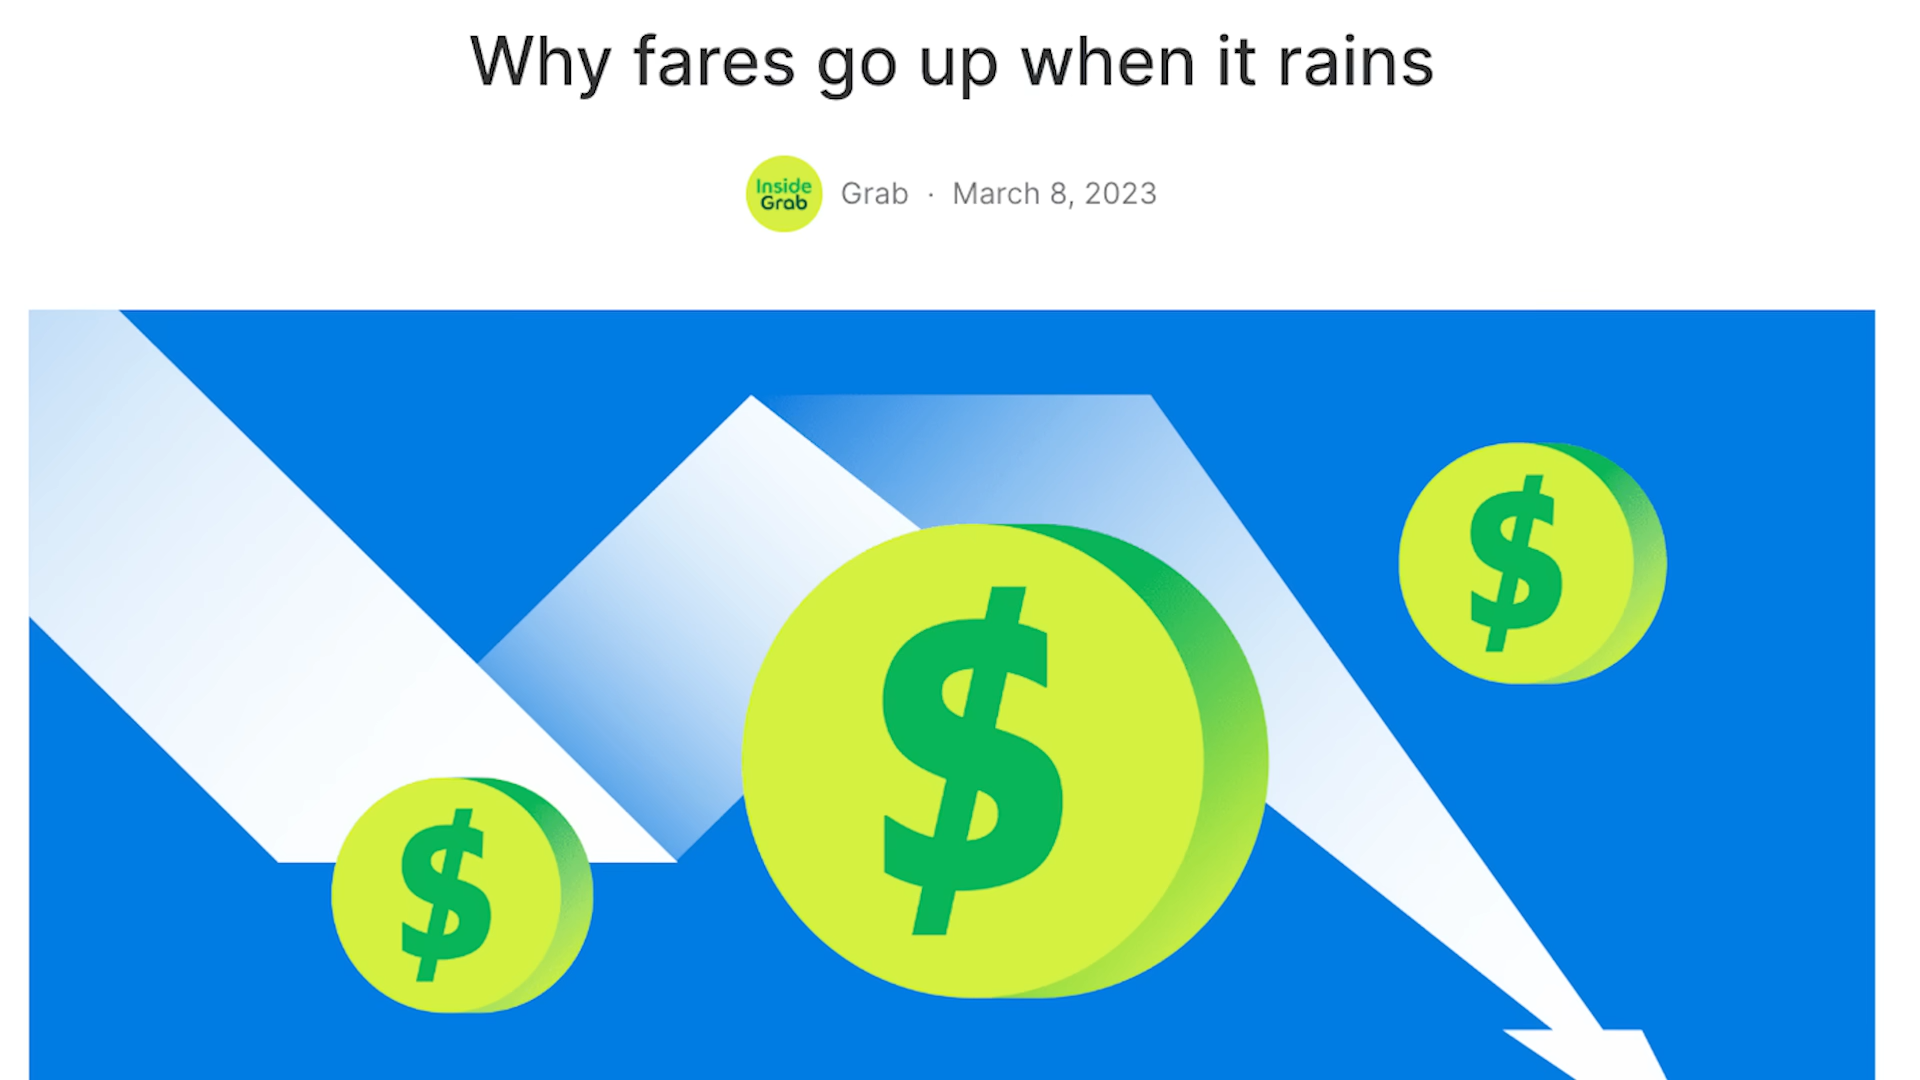 Why fares go up when it rains
Inside
Grab
Grab · March 8, 2023
$
$
$